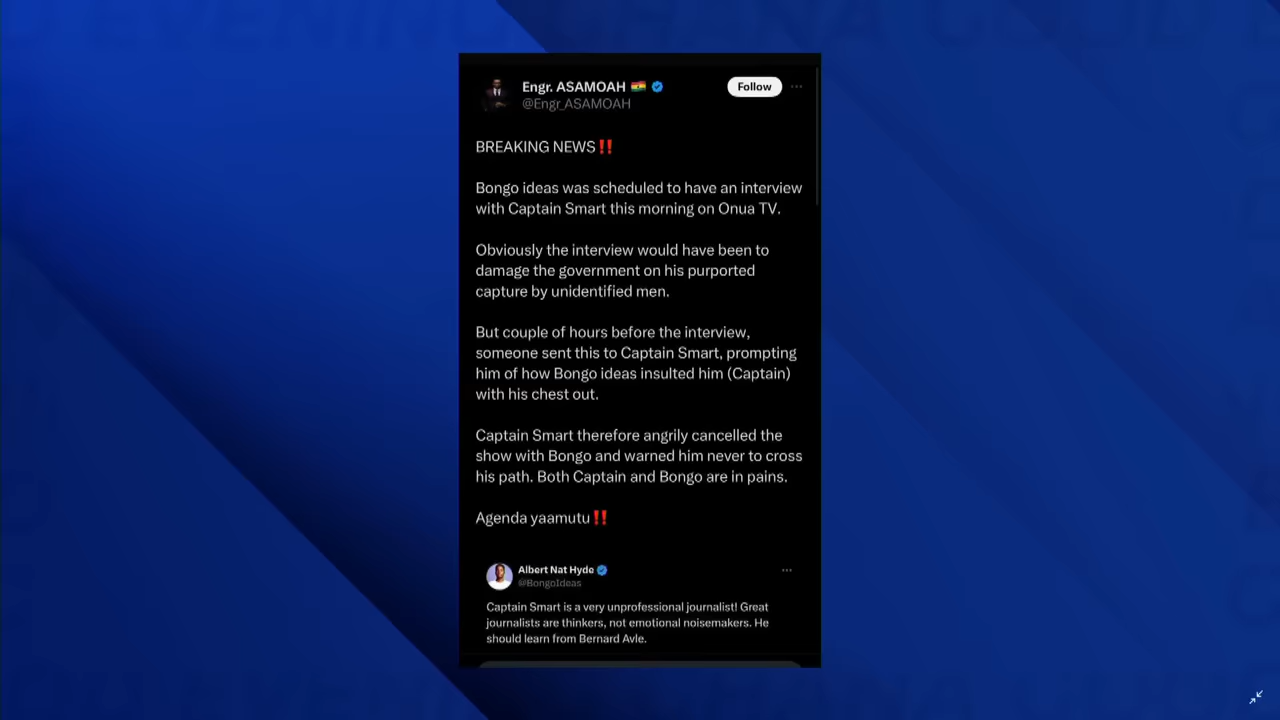 Engr. ASAMOAH
Follow
@Engr_ASAMOAH
BREAKING NEWS‼️
Bongo ideas was scheduled to have an interview
with Captain Smart this morning on Onua TV.
Obviously the interview would have been to
damage the government on his purported
capture by unidentified men.
But couple of hours before the interview,
someone sent this to Captain Smart, prompting
him of how Bongo ideas insulted him (Captain)
with his chest out.
Captain Smart therefore angrily cancelled the
show with Bongo and warned him never to cross
his path. Both Captain and Bongo are in pains.
Agenda yaamutu‼️
Albert Nat Hyde
@BongoIdeas
Captain Smart is a very unprofessional journalist! Great
journalists are thinkers, not emotional noisemakers. He
should learn from Bernard Avle.